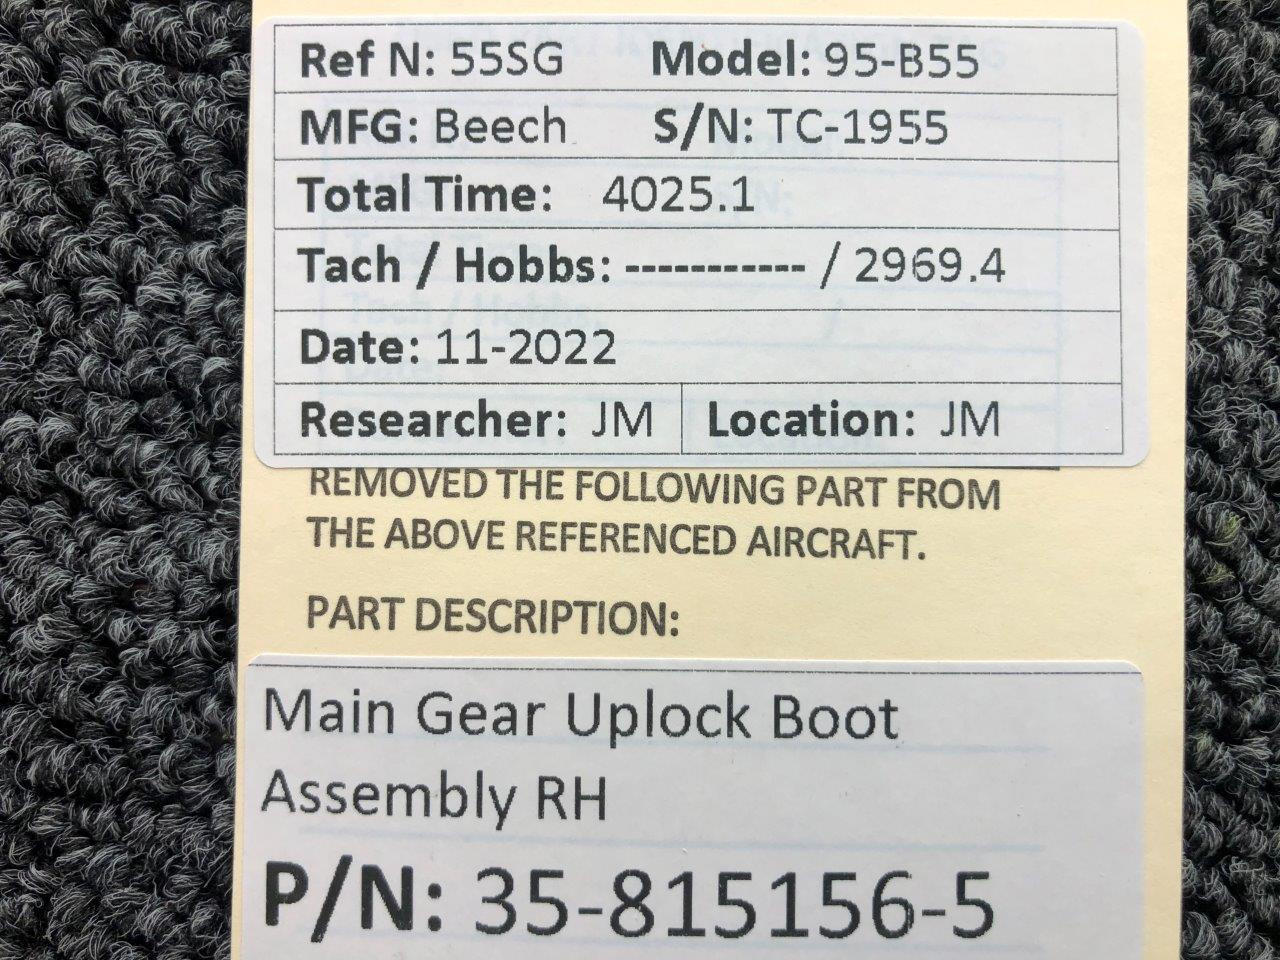 Ref N: 55SG Model: 95-B55
MFG: Beech S/N: TC-1955
Total Time: 4025.1
Tach / Hobbs: ----------- / 2969.4
Date: 11-2022
Researcher: JM Location: JM
REMOVED THE FOLLOWING PART FROM
THE ABOVE REFERENCED AIRCRAFT.
PART DESCRIPTION:
Main Gear Uplock Boot
Assembly RH
P/N: 35-815156-5